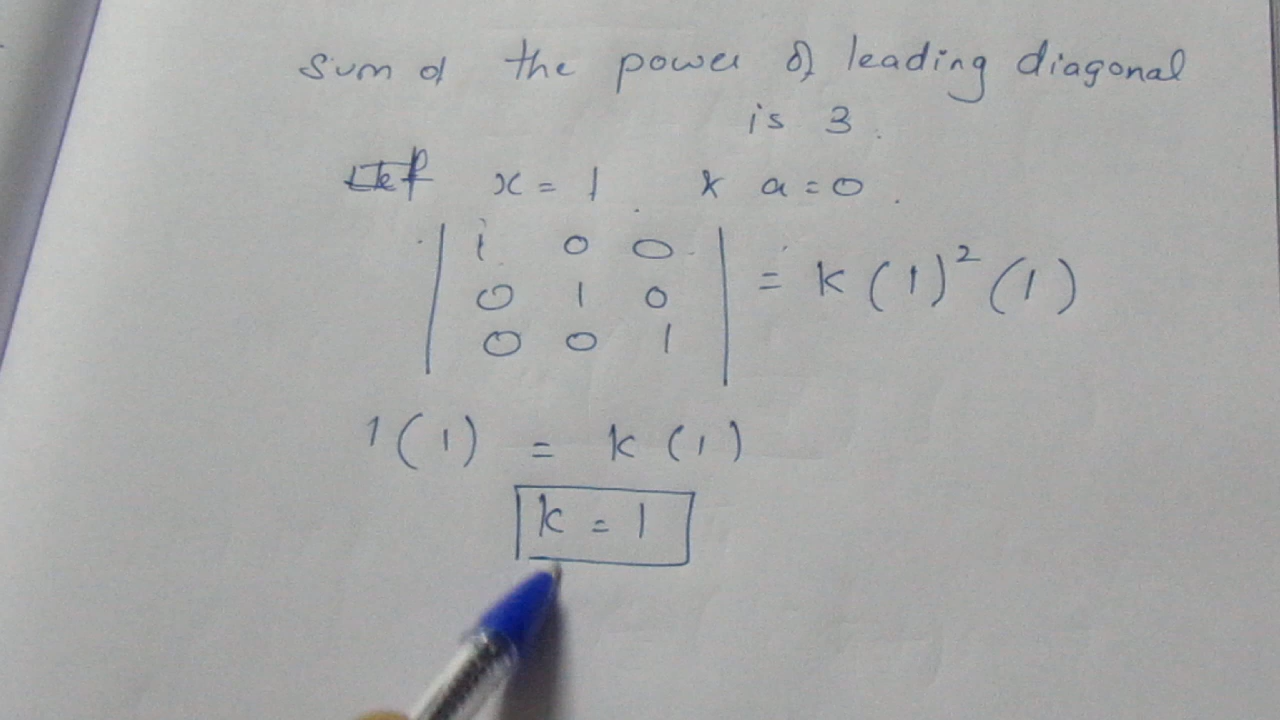 Sum of the power of leading diagonal
is 3.
x = 1. & a = 0.
| 1 0 0 |
| 0 1 0 | = k (1)² (1)
| 0 0 1 |
1(1) = k(1)
k = 1